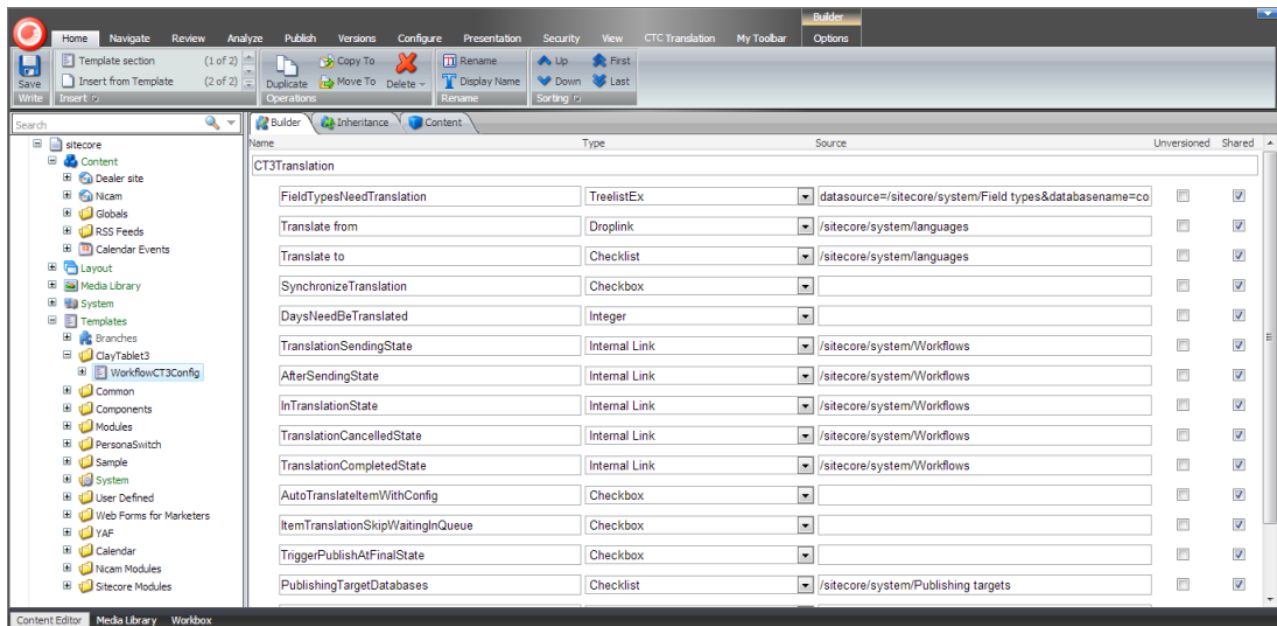 Builder
Home Navigate Review Analyze Publish Versions Configure Presentation Security View CTC Translation My Toolbar Options
Save
Write
Template section (1 of 2)
Insert from Template (2 of 2)
Insert
Duplicate
Copy To
Move To
Delete
Operations
Rename
Display Name
Rename
Up First
Down Last
Sorting
Search
sitecore
Content
Dealer site
Nicam
Globals
RSS Feeds
Calendar Events
Layout
Media Library
System
Templates
Branches
ClayTablet3
WorkflowCT3Config
Common
Components
Modules
PersonaSwitch
Sample
System
User Defined
Web Forms for Marketers
YAF
Calendar
Nicam Modules
Sitecore Modules
Builder Inheritance Content
Name Type Source Unversioned Shared
CT3Translation
FieldTypesNeedTranslation TreelistEx datasource=/sitecore/system/Field types&databasename=co
Translate from Droplink /sitecore/system/languages
Translate to Checklist /sitecore/system/languages
SynchronizeTranslation Checkbox
DaysNeedBeTranslated Integer
TranslationSendingState Internal Link /sitecore/system/Workflows
AfterSendingState Internal Link /sitecore/system/Workflows
InTranslationState Internal Link /sitecore/system/Workflows
TranslationCancelledState Internal Link /sitecore/system/Workflows
TranslationCompletedState Internal Link /sitecore/system/Workflows
AutoTranslateItemWithConfig Checkbox
ItemTranslationSkipWaitingInQueue Checkbox
TriggerPublishAtFinalState Checkbox
PublishingTargetDatabases Checklist /sitecore/system/Publishing targets
Content Editor Media Library Workbox